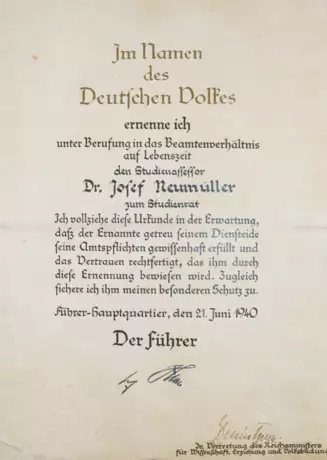 Im Namen
des
Deutschen Volkes
ernenne ich
unter Berufung in das Beamtenverhältnis
auf Lebenszeit
den Studienassessor
Dr. Josef Neumüller
zum Studienrat
Ich vollziehe diese Urkunde in der Erwartung,
daß der Ernannte getreu seinem Diensteide
seine Amtspflichten gewissenhaft erfüllt und
das Vertrauen rechtfertigt, das ihm durch
diese Ernennung bewiesen wird. Zugleich
sichere ich ihm meinen besonderen Schutz zu.
Führer-Hauptquartier, den 21. Juni 1940
Der Führer
In Vertretung des Reichsministers
für Wissenschaft, Erziehung und Volksbildung